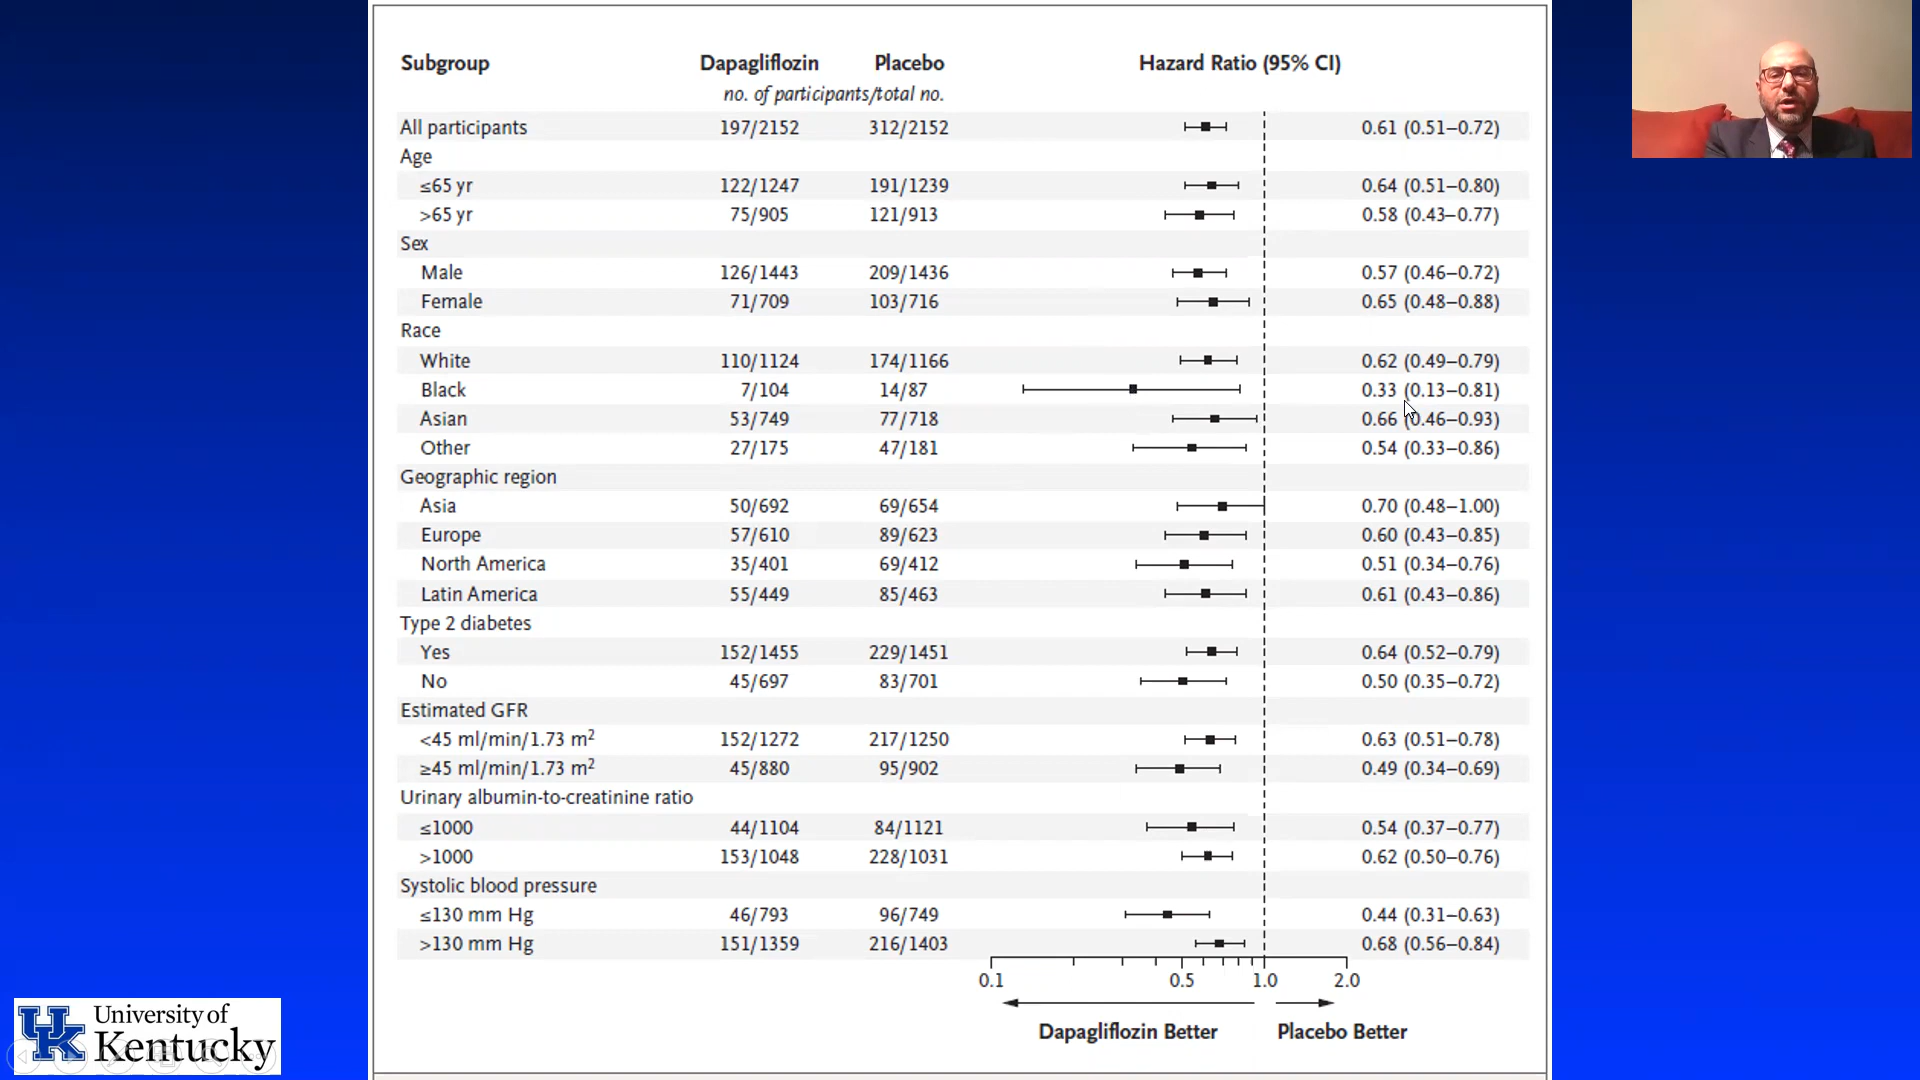 Subgroup Dapagliflozin Placebo Hazard Ratio (95% CI)
no. of participants/total no.
All participants 197/2152 312/2152 0.61 (0.51–0.72)
Age
≤65 yr 122/1247 191/1239 0.64 (0.51–0.80)
>65 yr 75/905 121/913 0.58 (0.43–0.77)
Sex
Male 126/1443 209/1436 0.57 (0.46–0.72)
Female 71/709 103/716 0.65 (0.48–0.88)
Race
White 110/1124 174/1166 0.62 (0.49–0.79)
Black 7/104 14/87 0.33 (0.13–0.81)
Asian 53/749 77/718 0.66 (0.46–0.93)
Other 27/175 47/181 0.54 (0.33–0.86)
Geographic region
Asia 50/692 69/654 0.70 (0.48–1.00)
Europe 57/610 89/623 0.60 (0.43–0.85)
North America 35/401 69/412 0.51 (0.34–0.76)
Latin America 55/449 85/463 0.61 (0.43–0.86)
Type 2 diabetes
Yes 152/1455 229/1451 0.64 (0.52–0.79)
No 45/697 83/701 0.50 (0.35–0.72)
Estimated GFR
<45 ml/min/1.73 m² 152/1272 217/1250 0.63 (0.51–0.78)
≥45 ml/min/1.73 m² 45/880 95/902 0.49 (0.34–0.69)
Urinary albumin-to-creatinine ratio
≤1000 44/1104 84/1121 0.54 (0.37–0.77)
>1000 153/1048 228/1031 0.62 (0.50–0.76)
Systolic blood pressure
≤130 mm Hg 46/793 96/749 0.44 (0.31–0.63)
>130 mm Hg 151/1359 216/1403 0.68 (0.56–0.84)
0.1 0.5 1.0 2.0
Dapagliflozin Better Placebo Better
UK University of
Kentucky